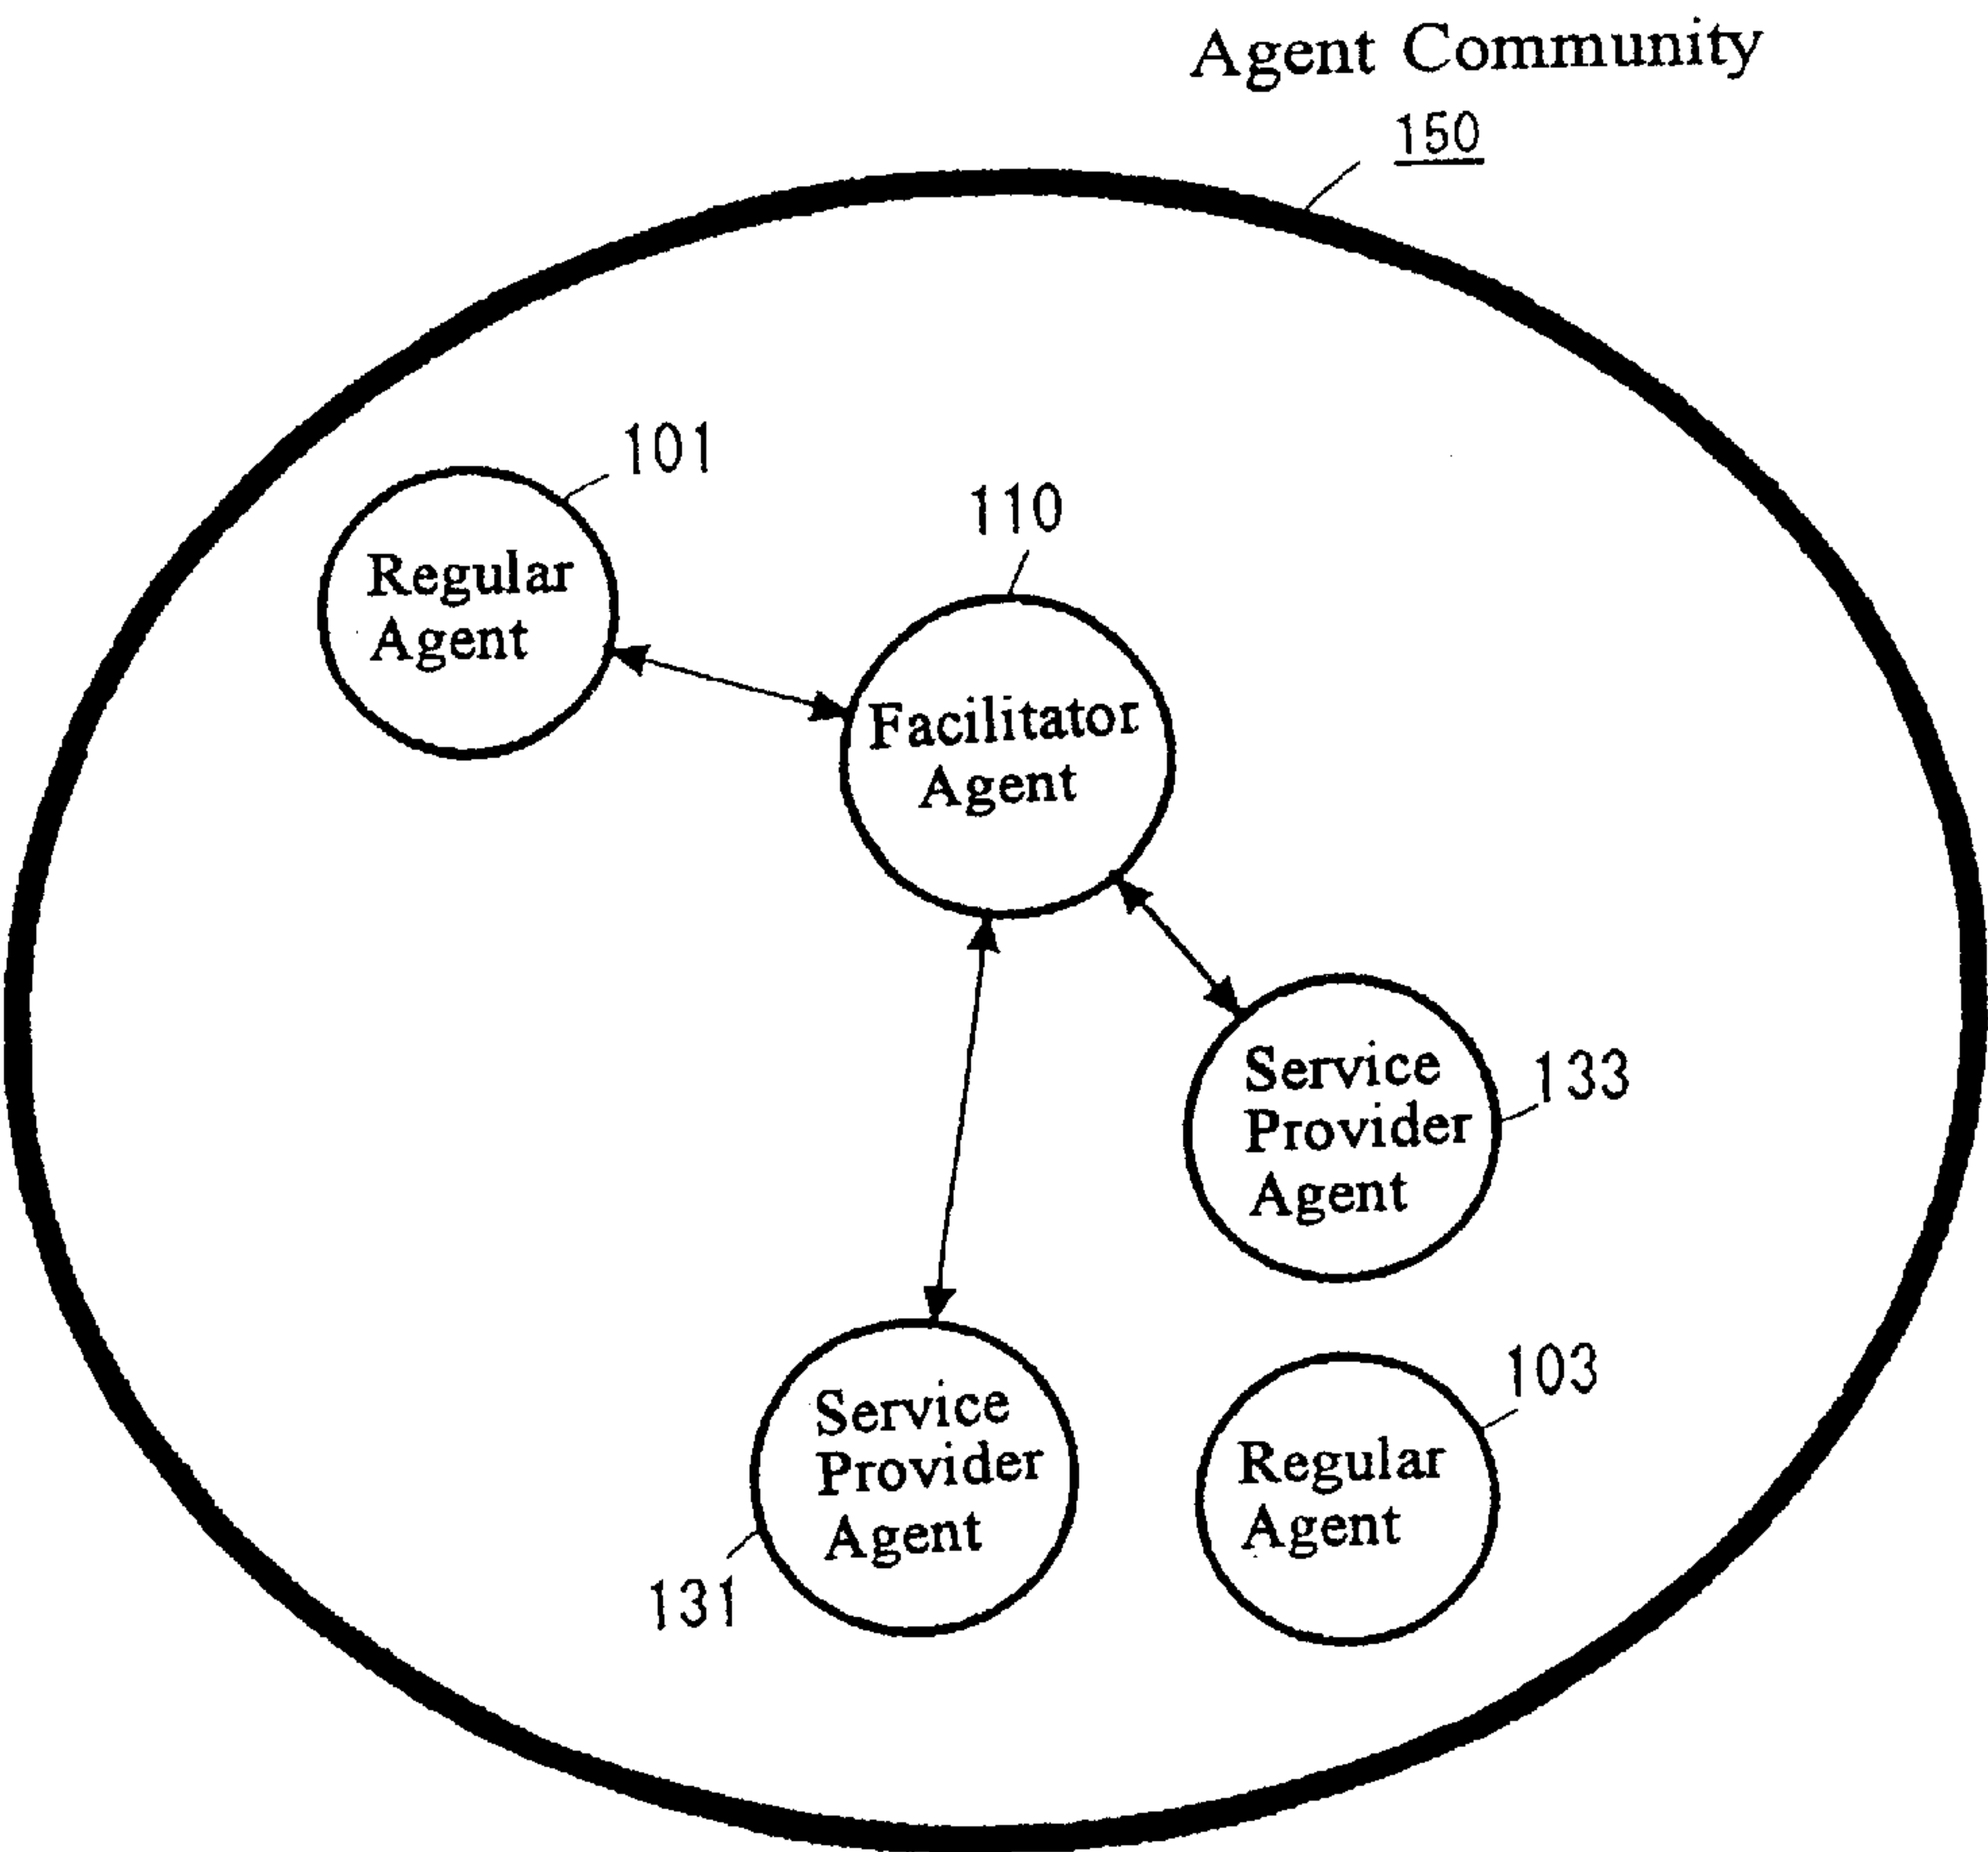 Agent Community
150
101
Regular
Agent
110
Facilitator
Agent
Service
Provider
Agent
133
Service
Provider
Agent
131
103
Regular
Agent